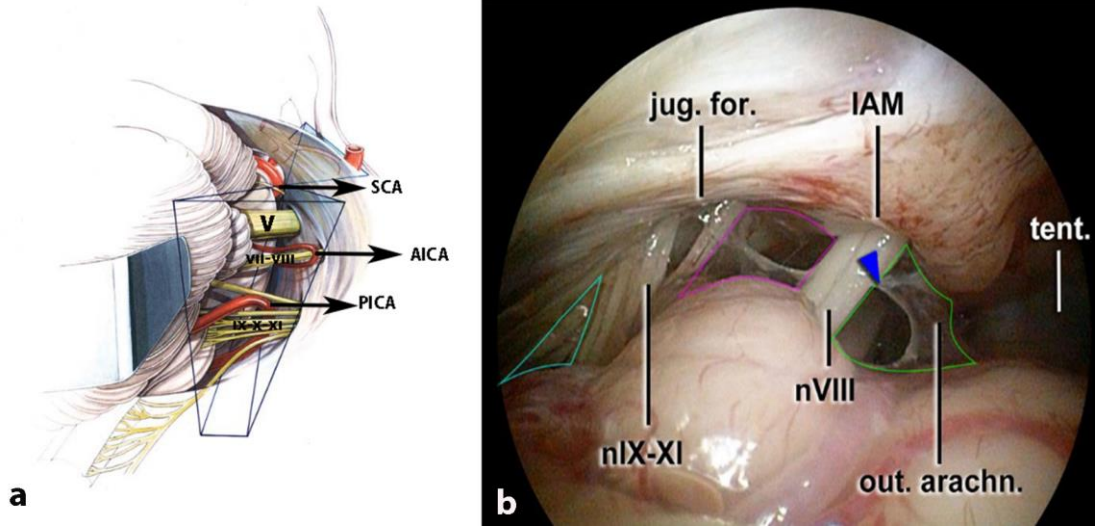 SCA
V
VII-VIII
AICA
PICA
IX-X-XI
a
jug. for.
IAM
tent.
nVIII
nIX-XI
out. arachn.
b